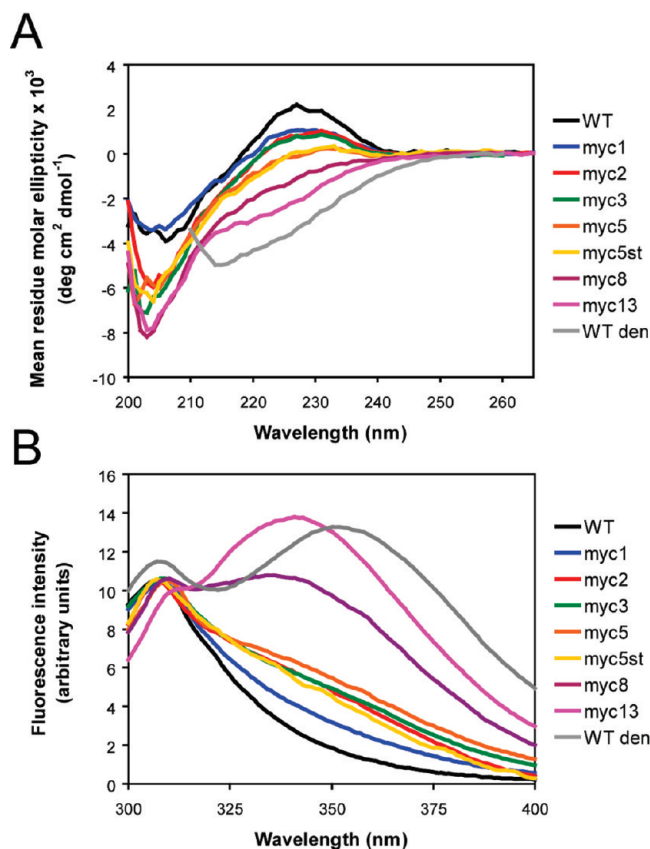 A
Mean residue molar ellipticity x 10³
(deg cm² dmol⁻¹)
4
2
0
-2
-4
-6
-8
-10
200
210
220
230
240
250
260
Wavelength (nm)
WT
myc1
myc2
myc3
myc5
myc5st
myc8
myc13
WT den
B
Fluorescence intensity
(arbitrary units)
16
14
12
10
8
6
4
2
0
300
325
350
375
400
Wavelength (nm)
WT
myc1
myc2
myc3
myc5
myc5st
myc8
myc13
WT den